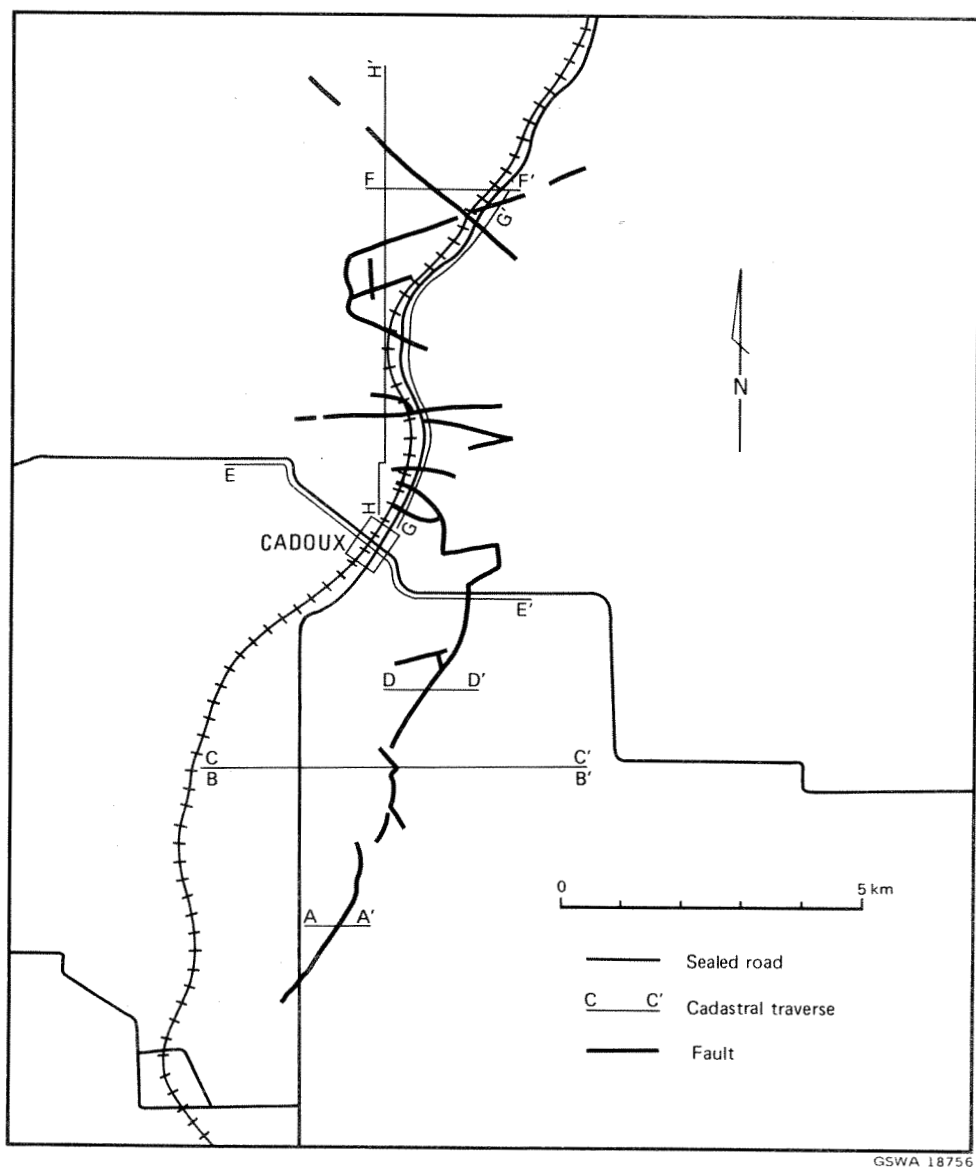 H'
F F'
G'
N
E
H
G
CADOUX
E'
D D'
C C'
B B'
0 5 km
A A'
Sealed road
C C' Cadastral traverse
Fault
GSWA 18756